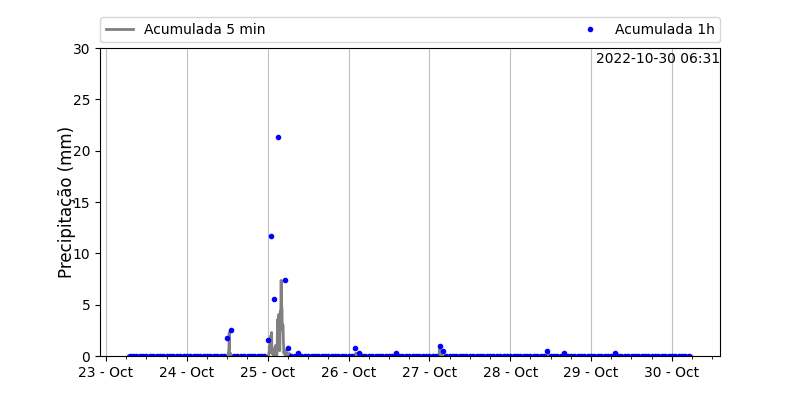 Acumulada 5 min
Acumulada 1h
2022-10-30 06:31
Precipitação (mm)
30
25
20
15
10
5
0
23 - Oct
24 - Oct
25 - Oct
26 - Oct
27 - Oct
28 - Oct
29 - Oct
30 - Oct